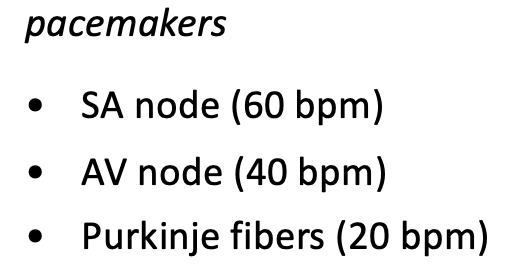 pacemakers
• SA node (60 bpm)
• AV node (40 bpm)
• Purkinje fibers (20 bpm)